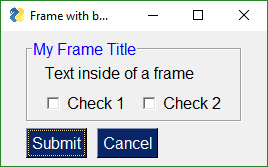 Frame with b...
My Frame Title
Text inside of a frame
Check 1 Check 2
Submit Cancel